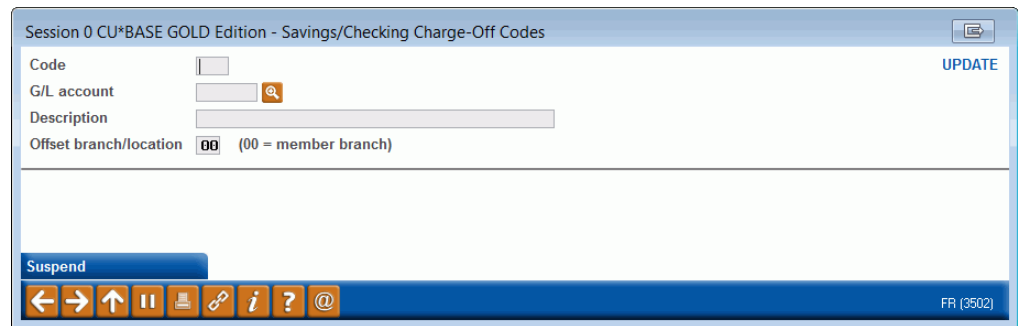 Session 0 CU*BASE GOLD Edition - Savings/Checking Charge-Off Codes
Code UPDATE
G/L account
Description
Offset branch/location 00 (00 = member branch)
Suspend
i ? @ FR (3502)